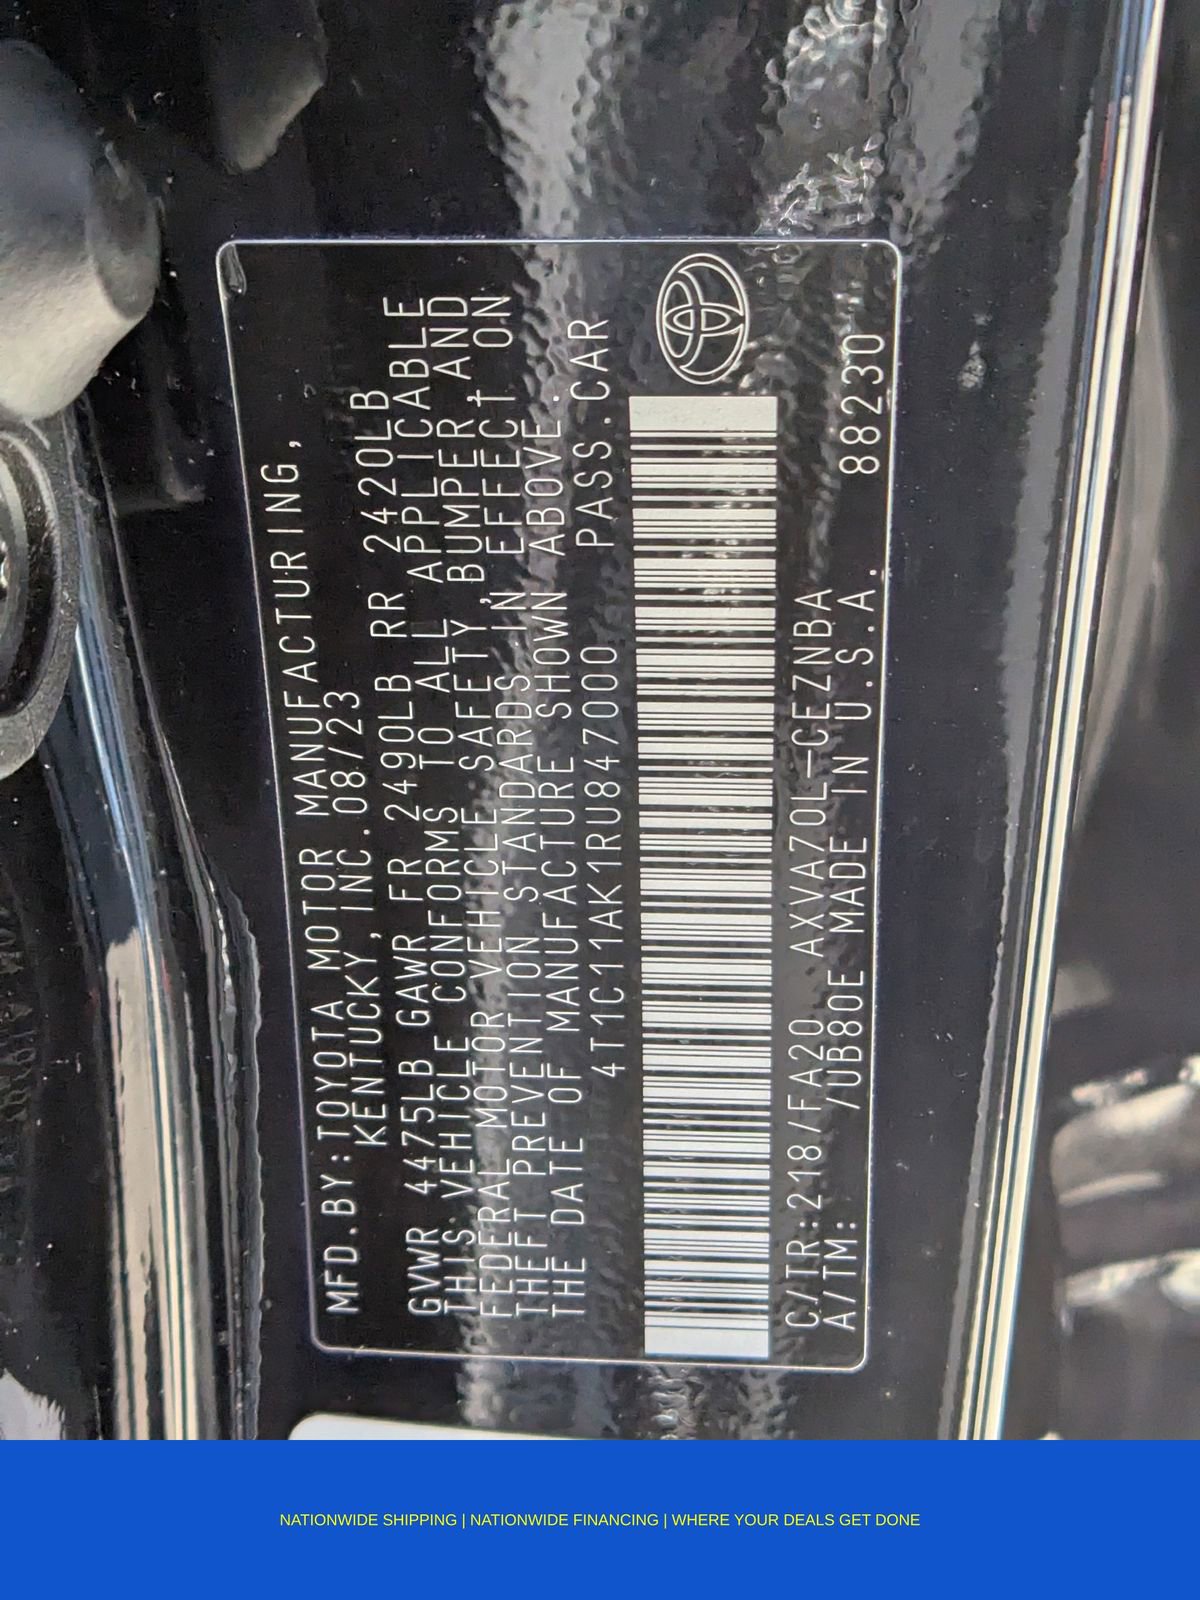 MFD.BY:TOYOTA MOTOR MANUFACTURING,
KENTUCKY,INC.08/23
GVWR 4475LB GAWR FR 2490LB RR 2420LB
THIS VEHICLE CONFORMS TO ALL APPLICABLE
FEDERAL MOTOR VEHICLE SAFETY,BUMPER,AND
THEFT PREVENTION STANDARDS IN EFFECT ON
THE DATE OF MANUFACTURE SHOWN ABOVE.
4T1C11AK1RU847000 PASS.CAR
C/TR:218/FA20 AXVA70L-CEZNBA
A/TM: /UB80E MADE IN U.S.A. 88230
NATIONWIDE SHIPPING | NATIONWIDE FINANCING | WHERE YOUR DEALS GET DONE